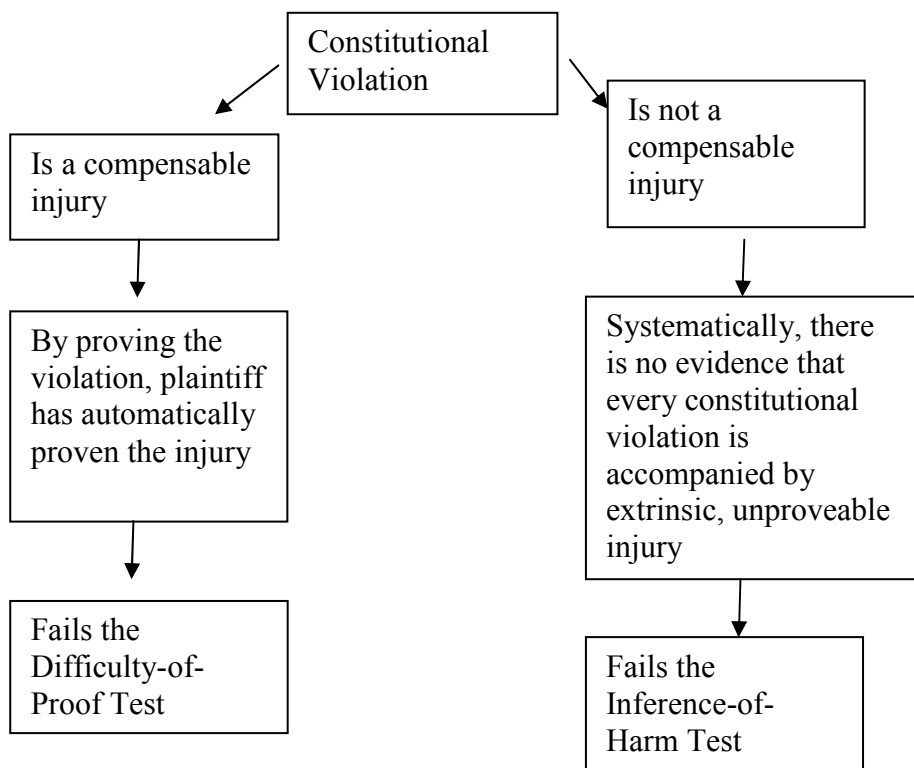 Constitutional
Violation
Is a compensable
injury
Is not a
compensable
injury
By proving the
violation, plaintiff
has automatically
proven the injury
Systematically, there
is no evidence that
every constitutional
violation is
accompanied by
extrinsic, unproveable
injury
Fails the
Difficulty-of-
Proof Test
Fails the
Inference-of-
Harm Test